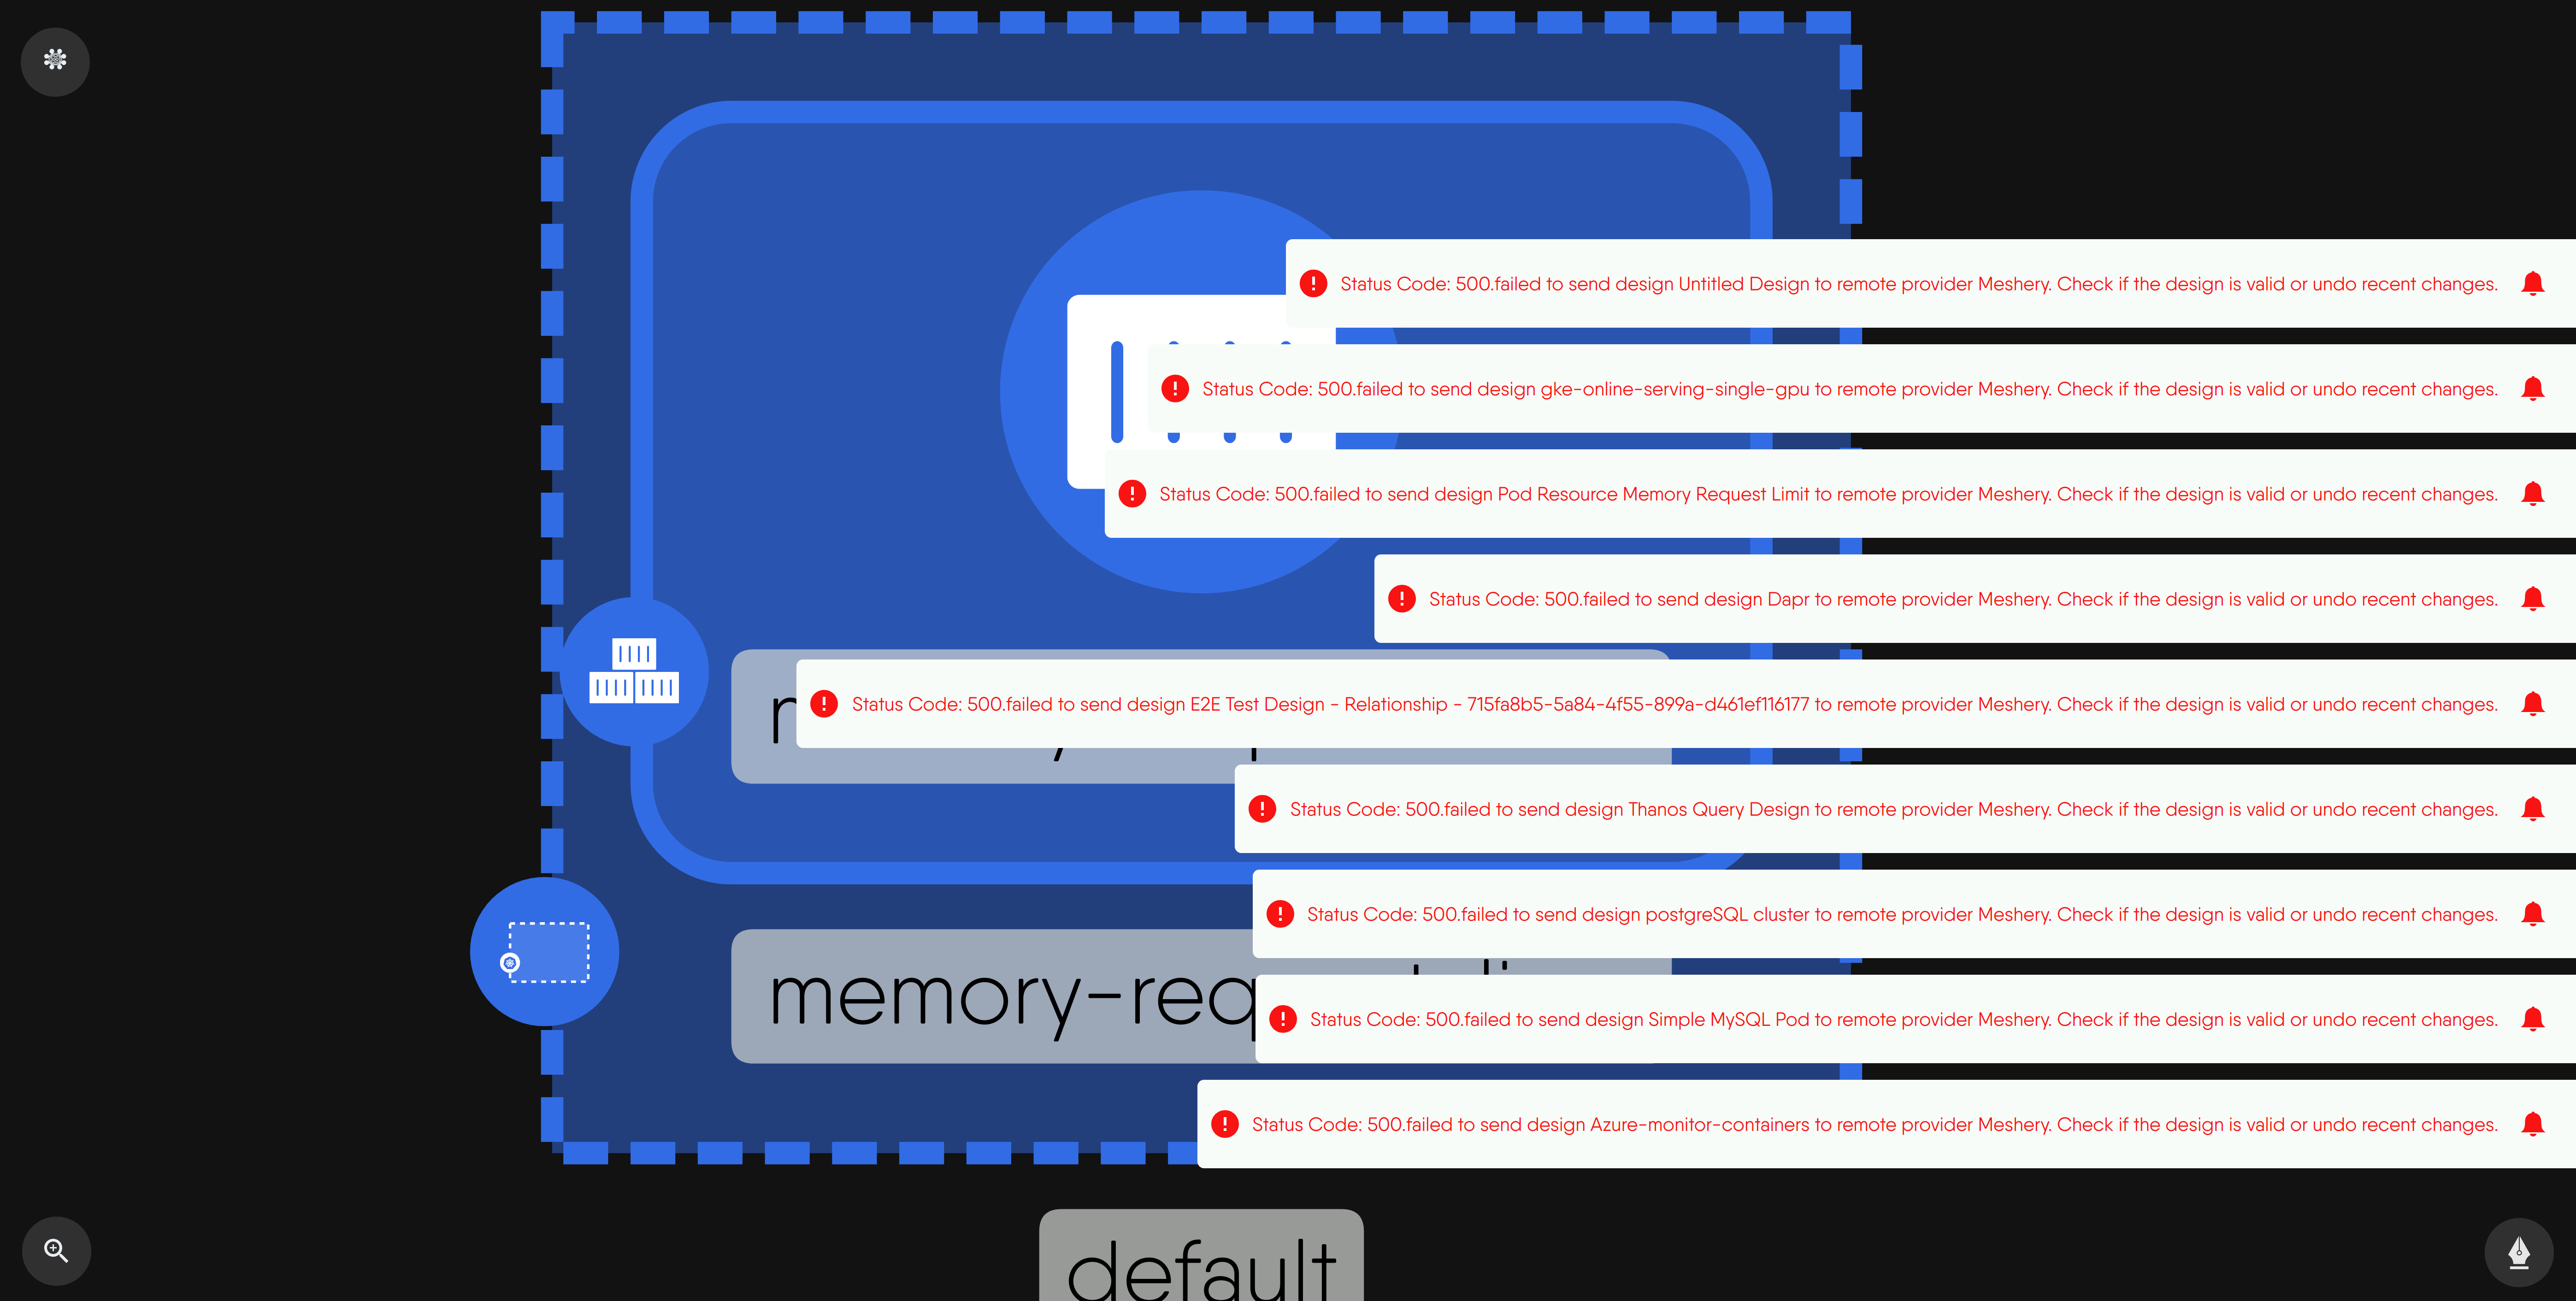 Status Code: 500.failed to send design Untitled Design to remote provider Meshery. Check if the design is valid or undo recent changes.
Status Code: 500.failed to send design gke-online-serving-single-gpu to remote provider Meshery. Check if the design is valid or undo recent changes.
Status Code: 500.failed to send design Pod Resource Memory Request Limit to remote provider Meshery. Check if the design is valid or undo recent changes.
Status Code: 500.failed to send design Dapr to remote provider Meshery. Check if the design is valid or undo recent changes.
Status Code: 500.failed to send design E2E Test Design - Relationship - 715fa8b5-5a84-4f55-899a-d461ef116177 to remote provider Meshery. Check if the design is valid or undo recent changes.
Status Code: 500.failed to send design Thanos Query Design to remote provider Meshery. Check if the design is valid or undo recent changes.
Status Code: 500.failed to send design postgreSQL cluster to remote provider Meshery. Check if the design is valid or undo recent changes.
memory-req
Status Code: 500.failed to send design Simple MySQL Pod to remote provider Meshery. Check if the design is valid or undo recent changes.
Status Code: 500.failed to send design Azure-monitor-containers to remote provider Meshery. Check if the design is valid or undo recent changes.
default